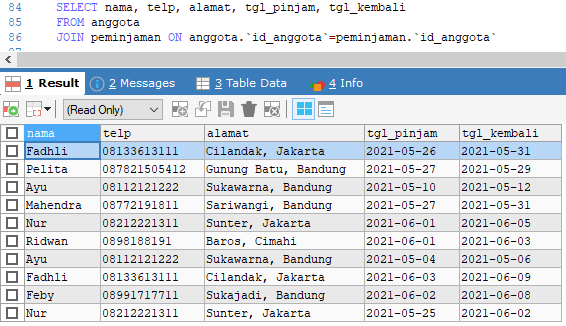 84 SELECT nama, telp, alamat, tgl_pinjam, tgl_kembali
85 FROM anggota
86 JOIN peminjaman ON anggota.`id_anggota`=peminjaman.`id_anggota`
1 Result 2 Messages 3 Table Data 4 Info
(Read Only)
nama telp alamat tgl_pinjam tgl_kembali
Fadhli 08133613111 Cilandak, Jakarta 2021-05-26 2021-05-31
Pelita 087821505412 Gunung Batu, Bandung 2021-05-27 2021-05-29
Ayu 08112121222 Sukawarna, Bandung 2021-05-10 2021-05-12
Mahendra 08772191811 Sariwangi, Bandung 2021-05-27 2021-05-31
Nur 08212221311 Sunter, Jakarta 2021-06-01 2021-06-05
Ridwan 0898188191 Baros, Cimahi 2021-06-01 2021-06-03
Ayu 08112121222 Sukawarna, Bandung 2021-05-04 2021-05-06
Fadhli 08133613111 Cilandak, Jakarta 2021-06-03 2021-06-09
Feby 08991717711 Sukajadi, Bandung 2021-06-02 2021-06-08
Nur 08212221311 Sunter, Jakarta 2021-05-25 2021-06-02